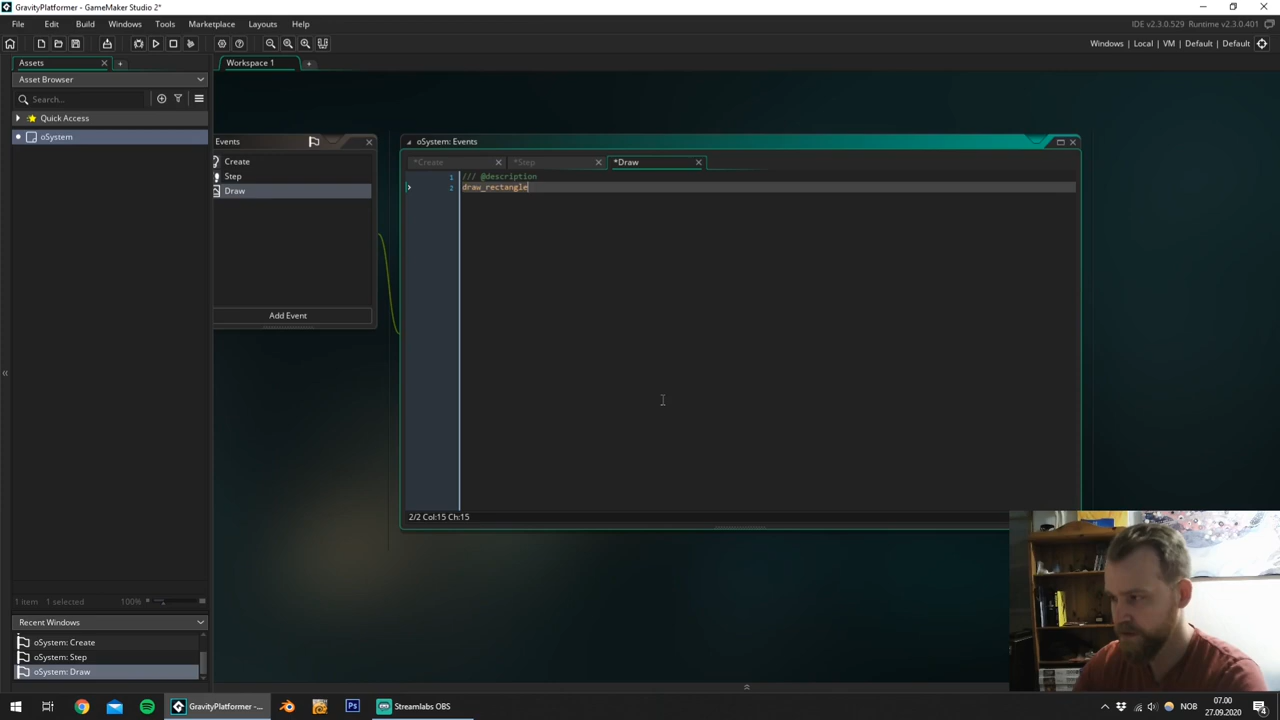 GravityPlatformer - GameMaker Studio 2*
File Edit Build Windows Tools Marketplace Layouts Help
IDE v2.3.0.529 Runtime v2.3.0.401
Windows | Local | VM | Default | Default
Assets
Workspace 1
Asset Browser
Search...
Quick Access
oSystem
Events
Create
Step
Draw
Add Event
oSystem: Events
*Create *Step *Draw
1 /// @description
2 draw_rectangle
2/2 Col:15 Ch:15
1 item 1 selected 100%
Recent Windows
oSystem: Create
oSystem: Step
oSystem: Draw
GravityPlatformer -...
Streamlabs OBS
NOB
07.00
27.09.2020
4